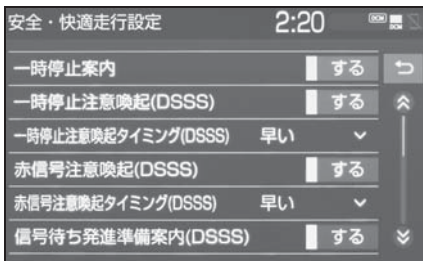 安全・快適走行設定 2:20
一時停止案内 する
一時停止注意喚起(DSSS) する
一時停止注意喚起タイミング(DSSS) 早い
赤信号注意喚起(DSSS) する
赤信号注意喚起タイミング(DSSS) 早い
信号待ち発進準備案内(DSSS) する